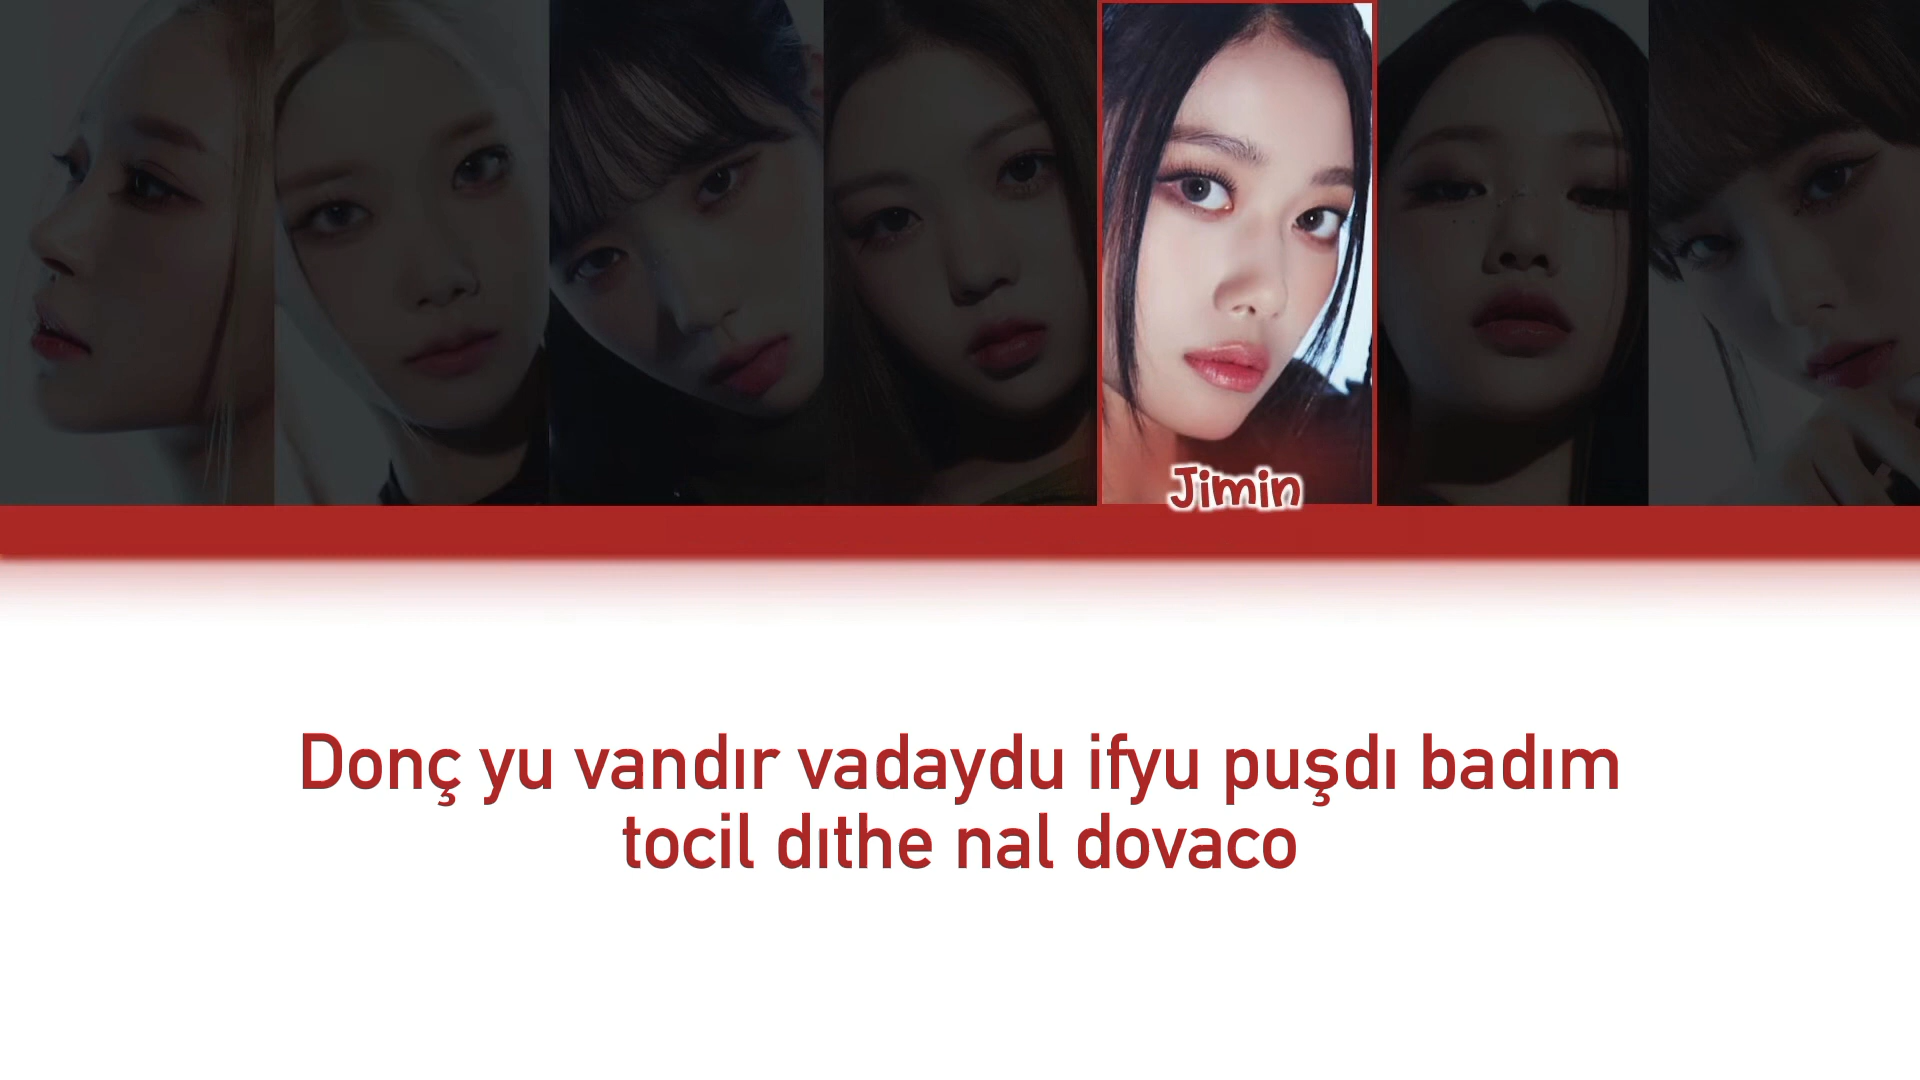 Jimin
Donç yu vandır vadaydu ifyu puşdı badım
tocil dıthe nal dovaco